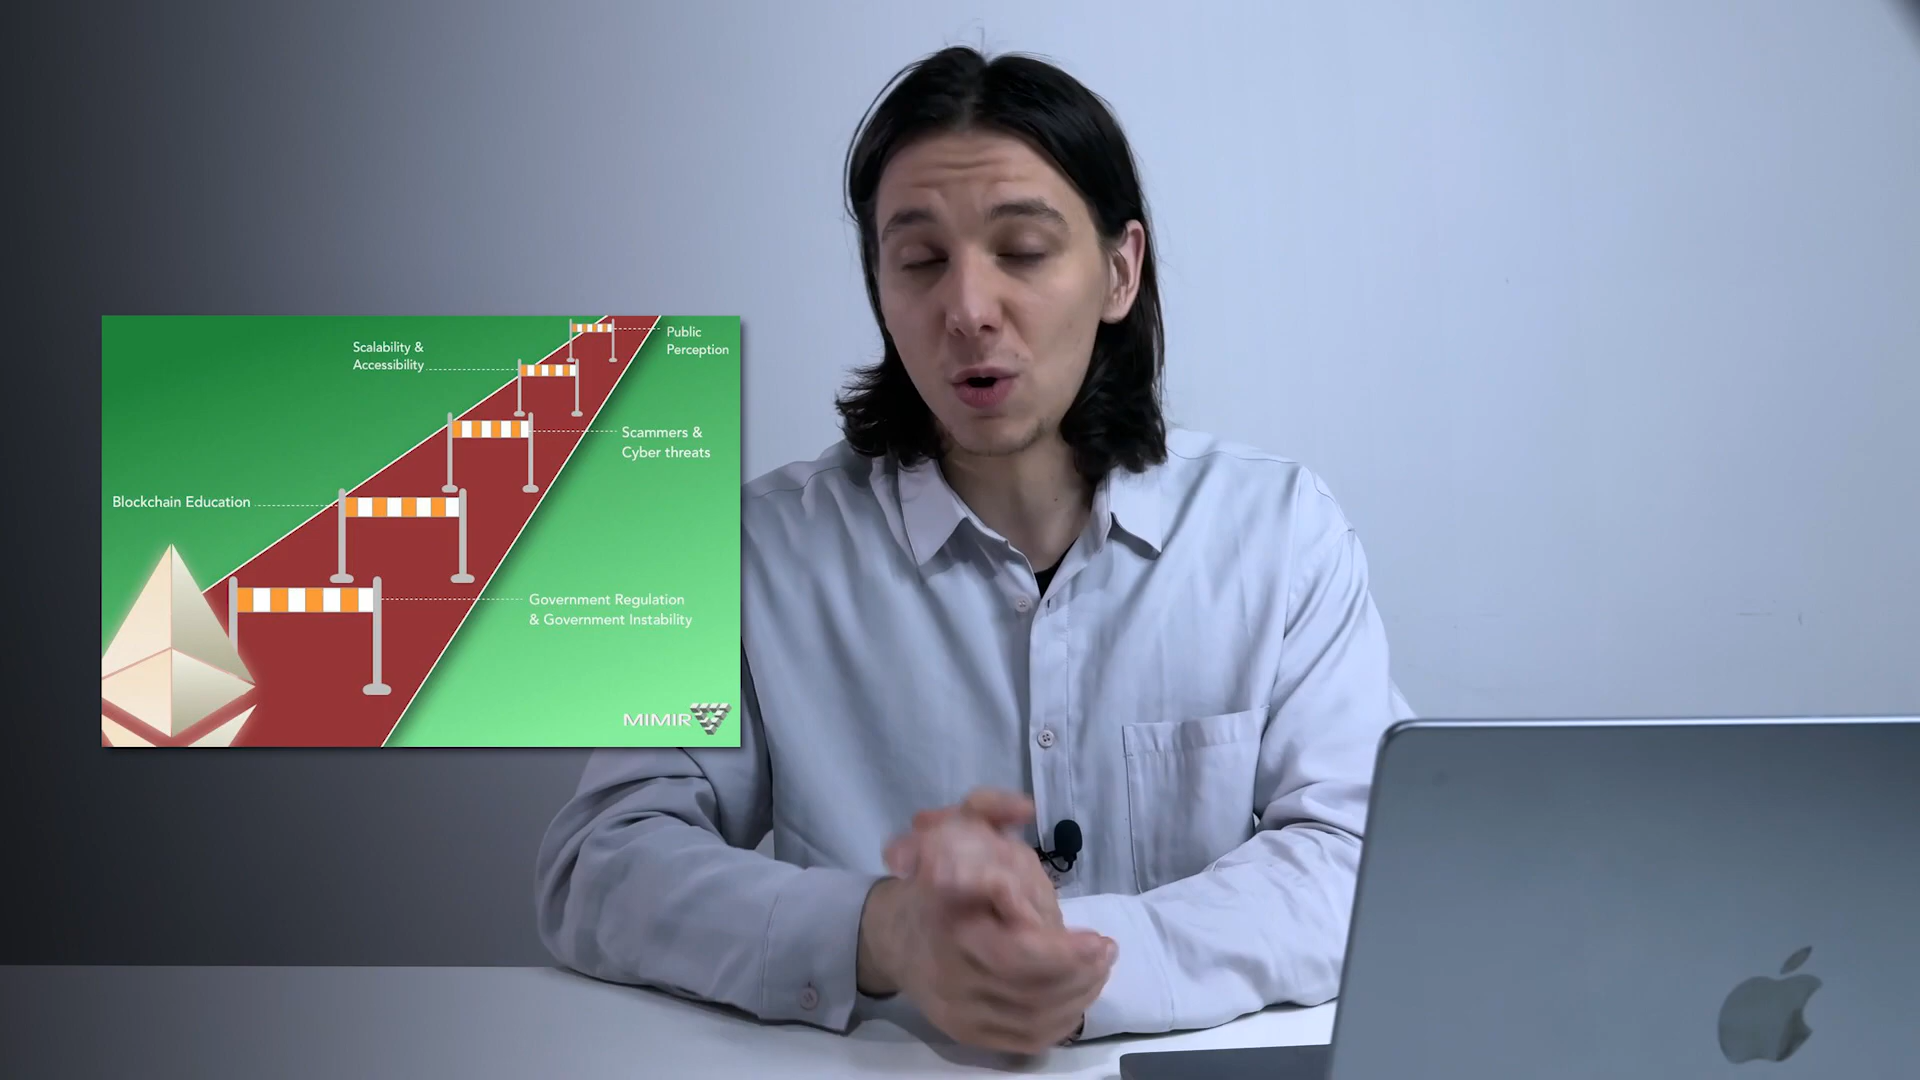 Public
Perception
Scalability &
Accessibility
Scammers &
Cyber threats
Blockchain Education
Government Regulation
& Government Instability
MIMIR